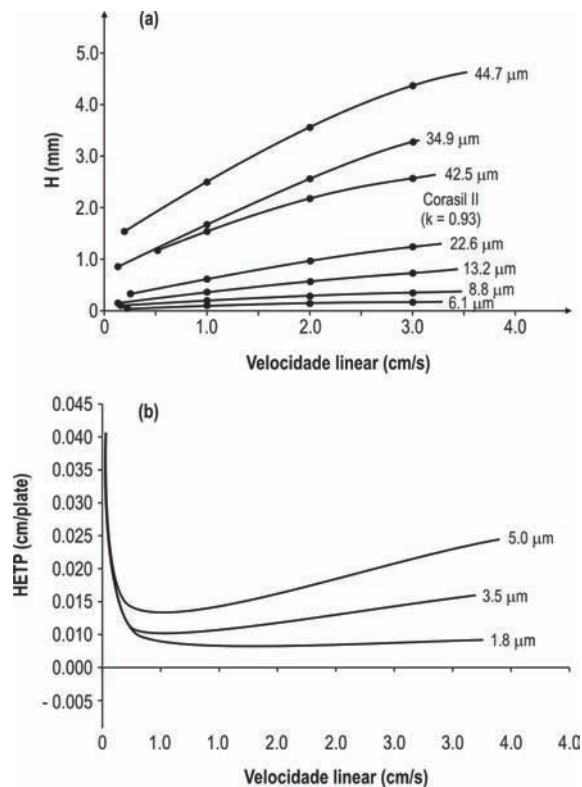 (a)
5.0
4.0
3.0
2.0
1.0
0
H (mm)
44.7 μm
34.9 μm
42.5 μm
Corasil II
(k = 0.93)
22.6 μm
13.2 μm
8.8 μm
6.1 μm
0 1.0 2.0 3.0 4.0
Velocidade linear (cm/s)
(b)
0.045
0.040
0.035
0.030
0.025
0.020
0.015
0.010
0.000
- 0.005
HETP (cm/plate)
5.0 μm
3.5 μm
1.8 μm
0 1.0 1.0 2.0 2.0 3.0 3.0 4.0 4.0
Velocidade linear (cm/s)